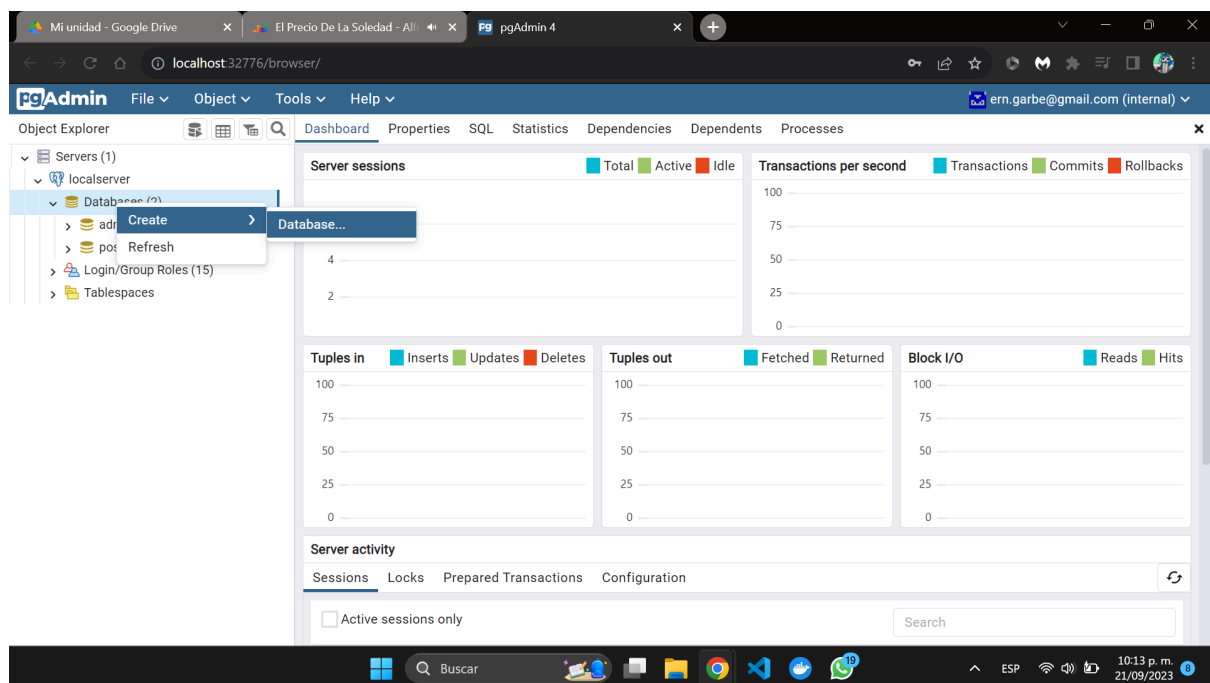 Mi unidad - Google Drive
El Precio De La Soledad - Alf
pgAdmin 4
localhost:32776/browser/
pgAdmin File Object Tools Help
ern.garbe@gmail.com (internal)
Object Explorer
Dashboard Properties SQL Statistics Dependencies Dependents Processes
Servers (1)
localserver
Databases (2)
adm
pos
Login/Group Roles (15)
Tablespaces
Create
Refresh
Database...
Server sessions
Total Active Idle
4
2
Transactions per second
Transactions Commits Rollbacks
100
75
50
25
0
Tuples in
Inserts Updates Deletes
100
75
50
25
0
Tuples out
Fetched Returned
100
75
50
25
0
Block I/O
Reads Hits
100
75
50
25
0
Server activity
Sessions Locks Prepared Transactions Configuration
Active sessions only
Search
Buscar
19
ESP
10:13 p. m.
21/09/2023
8